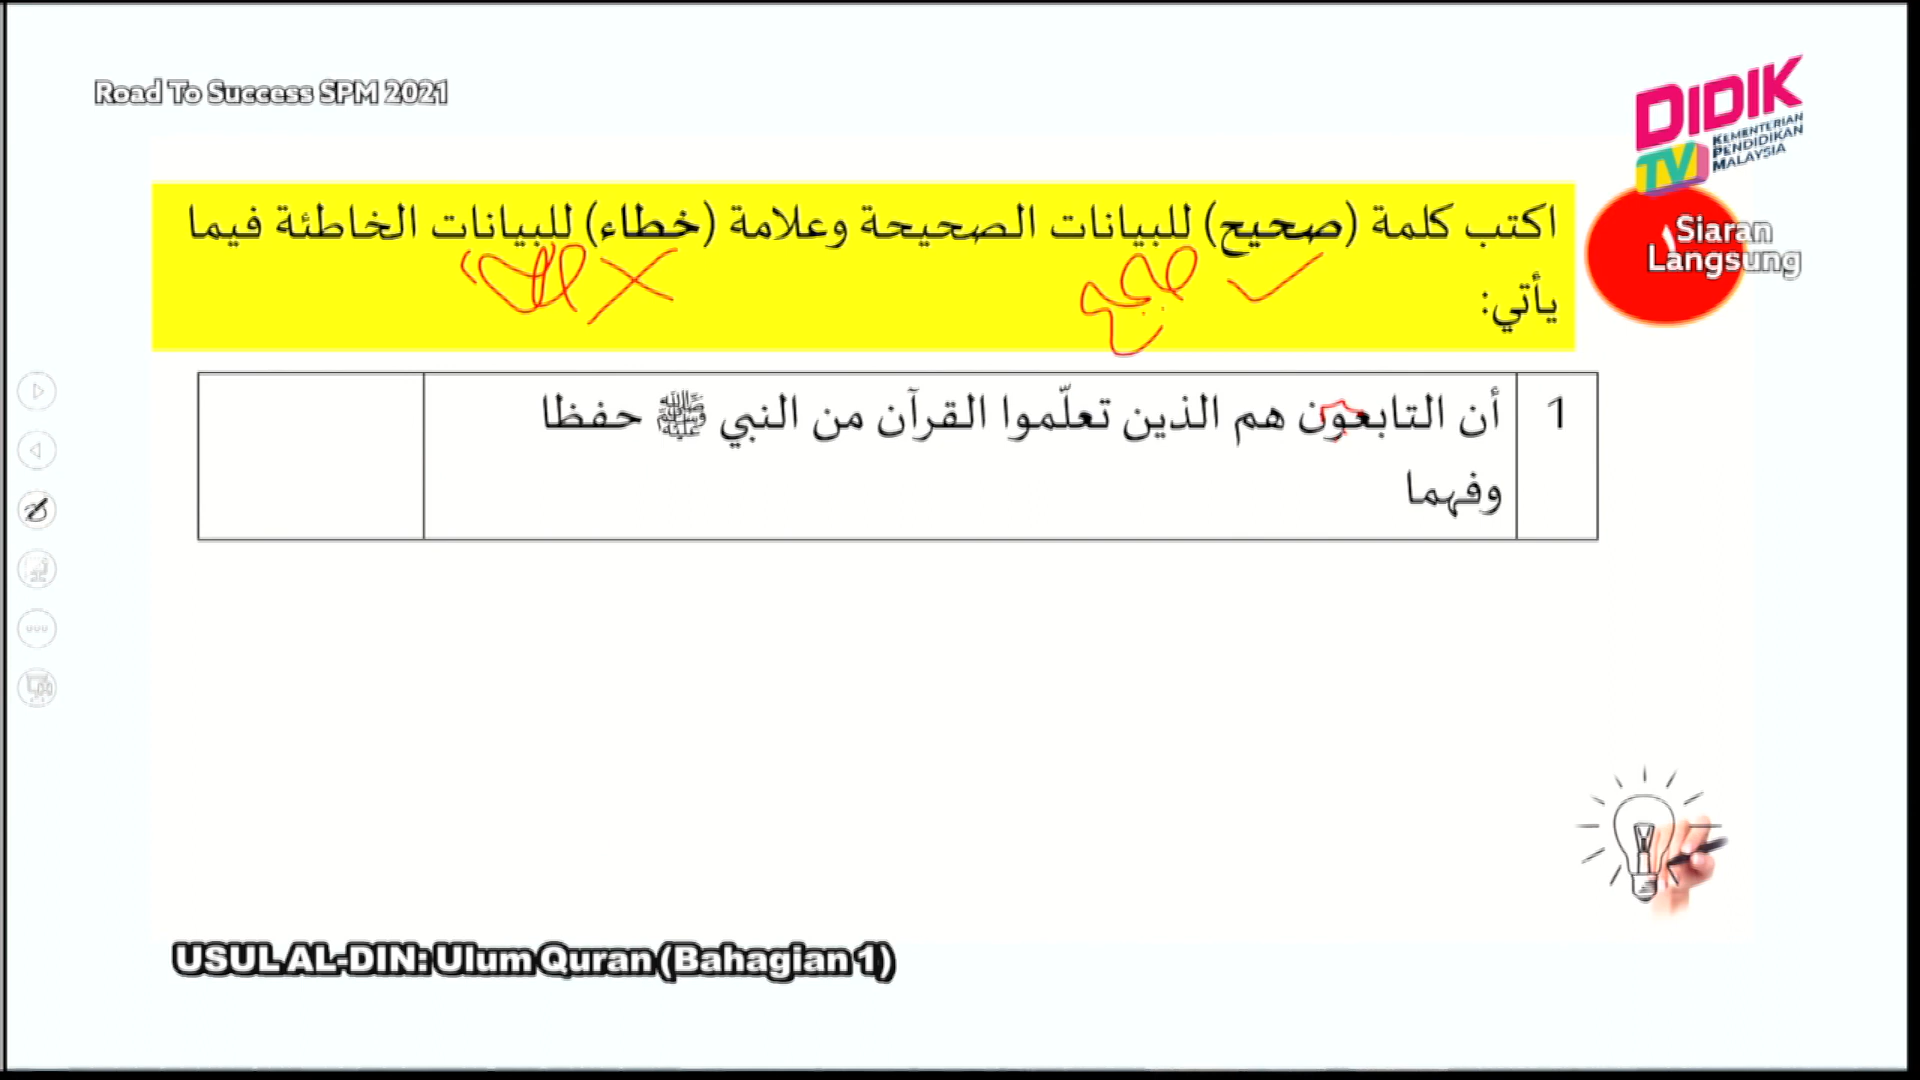 Road To Success SPM 2021
DIDIK
TV
KEMENTERIAN
PENDIDIKAN
MALAYSIA
Siaran
Langsung
اكتب كلمة (صحيح) للبيانات الصحيحة وعلامة (خطاء) للبيانات الخاطئة فيما
يأتي:
صحيح
1
أن التابعون هم الذين تعلّموا القرآن من النبي ﷺ حفظا
وفهما
USUL AL-DIN: Ulum Quran (Bahagian 1)